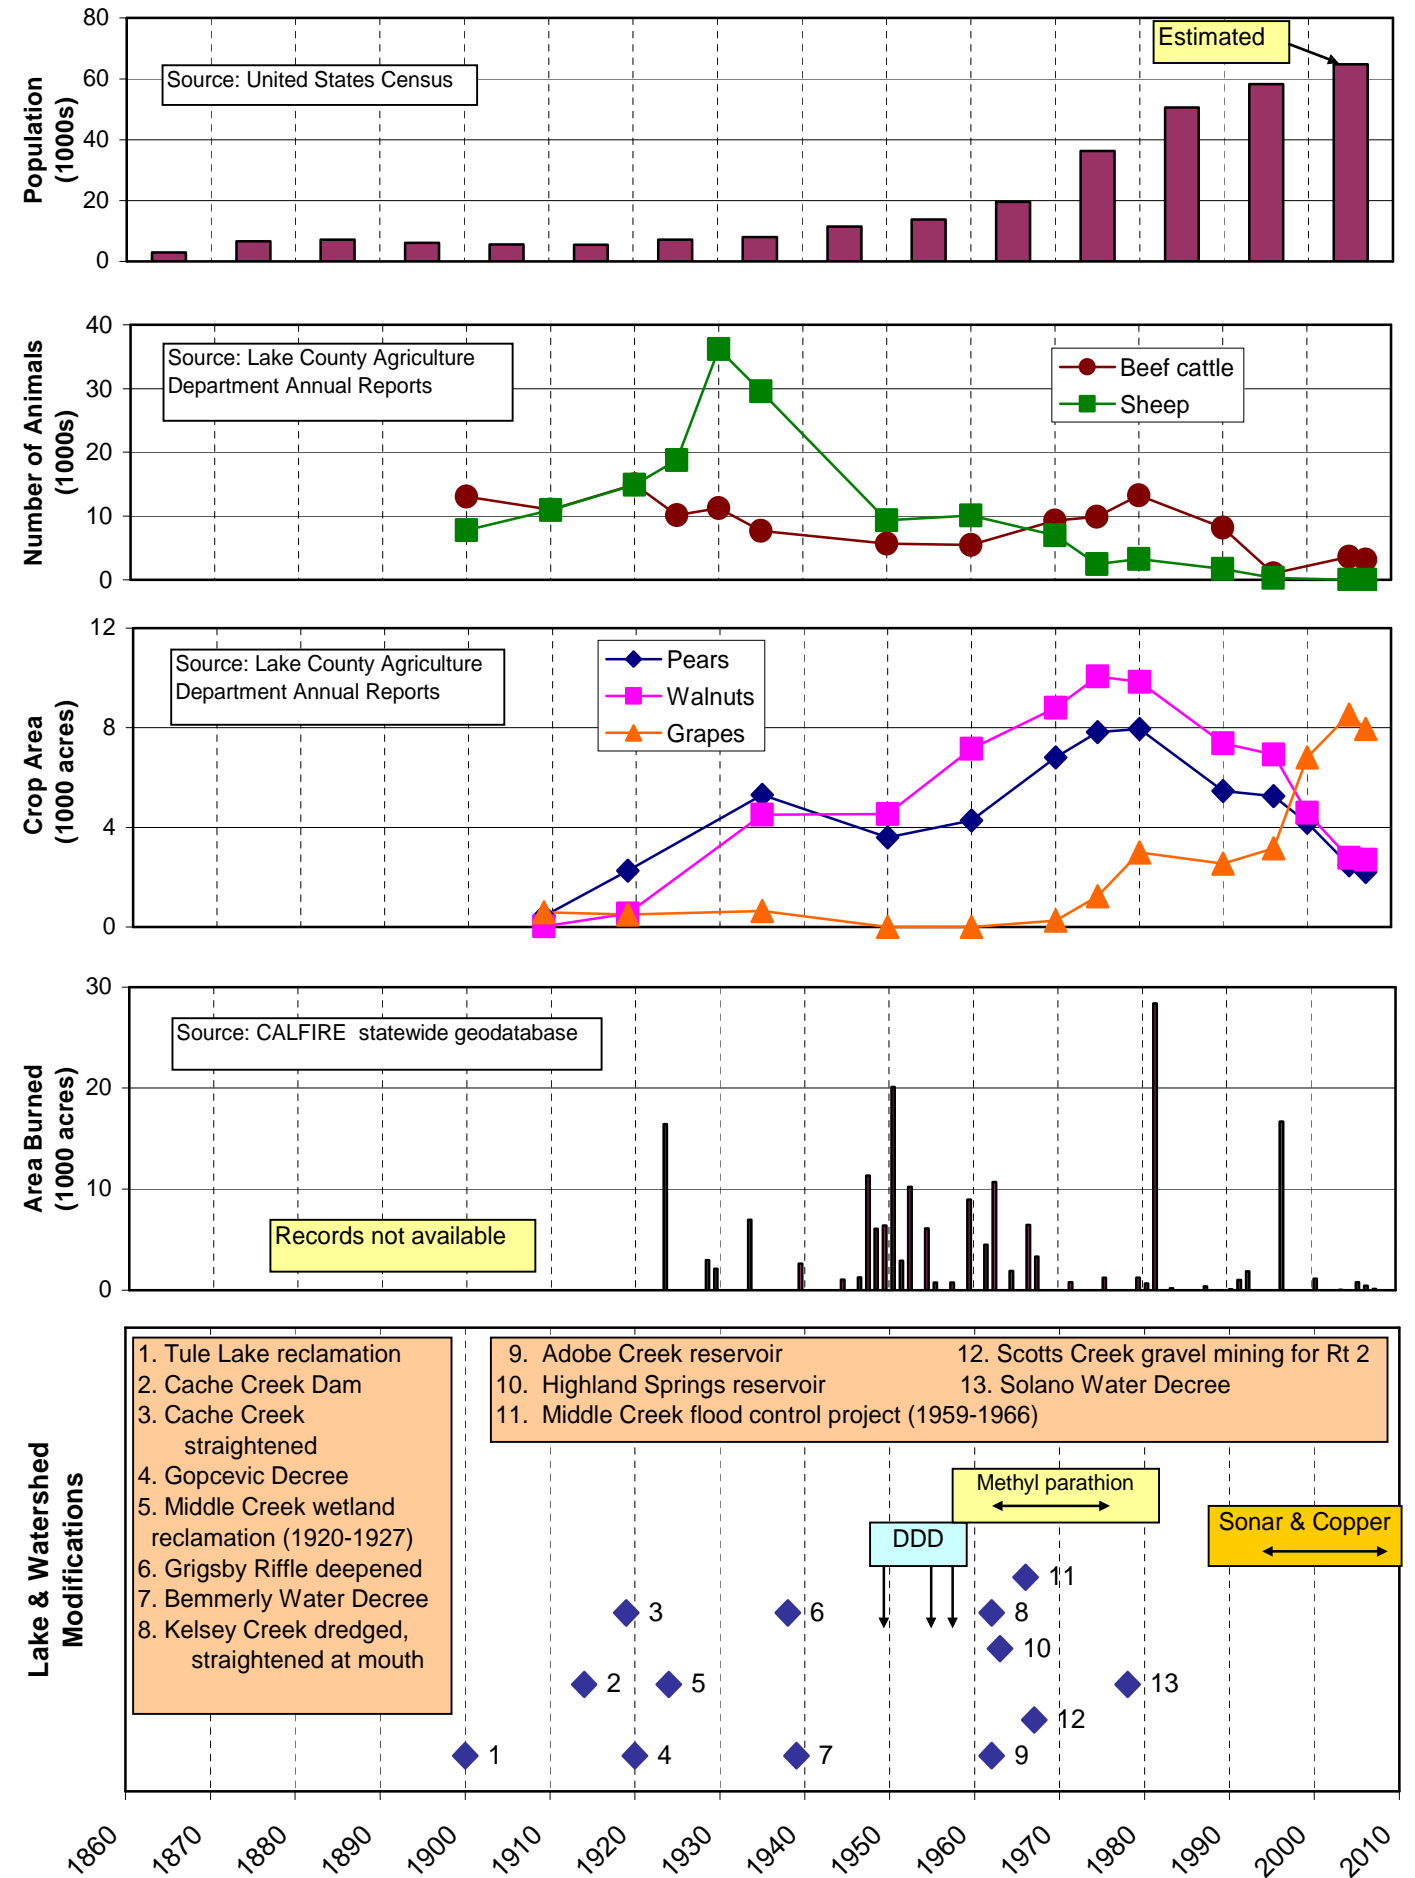 80
60
40
20
0
Population
(1000s)
Source: United States Census
Estimated
40
30
20
10
0
Number of Animals
(1000s)
Source: Lake County Agriculture
Department Annual Reports
Beef cattle
Sheep
12
8
4
0
Crop Area
(1000 acres)
Source: Lake County Agriculture
Department Annual Reports
Pears
Walnuts
Grapes
30
20
10
0
Area Burned
(1000 acres)
Source: CALFIRE statewide geodatabase
Records not available
Lake & Watershed
Modifications
1. Tule Lake reclamation
2. Cache Creek Dam
3. Cache Creek
straightened
4. Gopcevic Decree
5. Middle Creek wetland
reclamation (1920-1927)
6. Grigsby Riffle deepened
7. Bemmerly Water Decree
8. Kelsey Creek dredged,
straightened at mouth
9. Adobe Creek reservoir
10. Highland Springs reservoir
11. Middle Creek flood control project (1959-1966)
12. Scotts Creek gravel mining for Rt 2
13. Solano Water Decree
Methyl parathion
Sonar & Copper
DDD
11
3
6
8
10
2
5
13
12
1
4
7
9
1860
1870
1880
1890
1900
1910
1920
1930
1940
1950
1960
1970
1980
1990
2000
2010